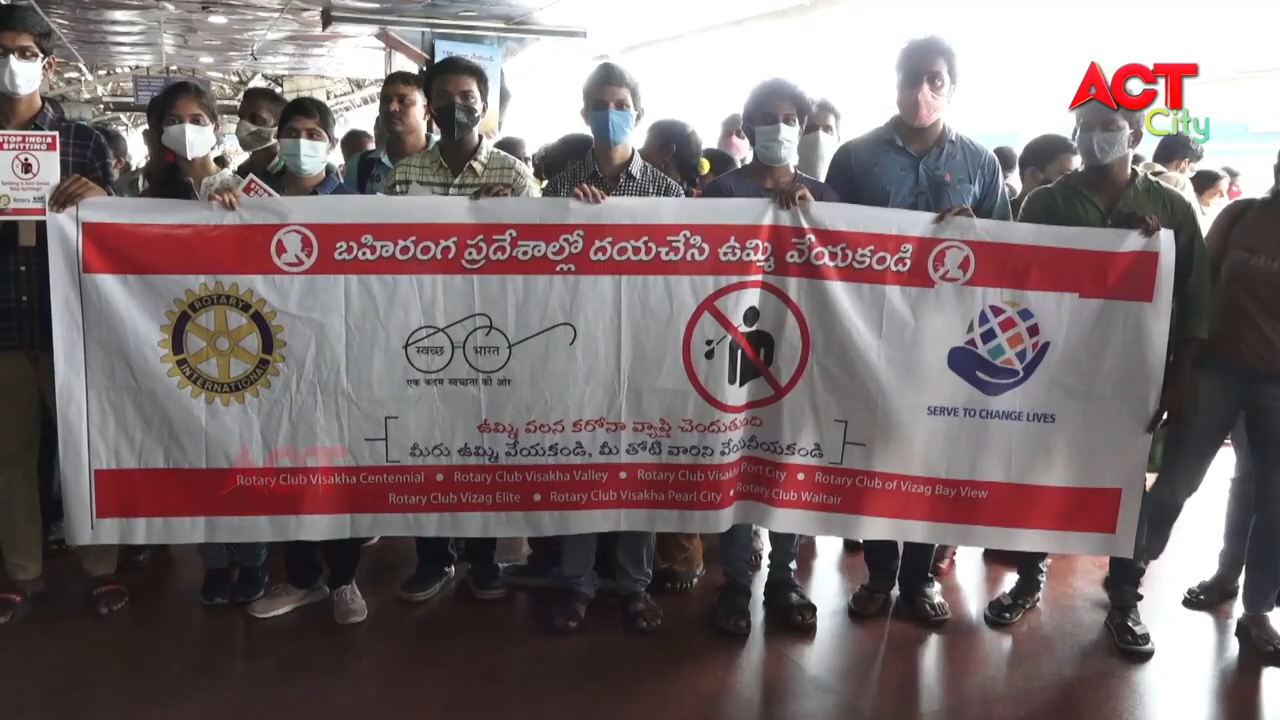 ACT
City
STOP INDIA
SPITTING
Rotary
బహిరంగ ప్రదేశాల్లో దయచేసి ఉమ్మి వేయకండి
ROTARY
INTERNATIONAL
स्वच्छ भारत
एक कदम स्वच्छता की ओर
SERVE TO CHANGE LIVES
ఉమ్మి వలన కరోనా వ్యాప్తి చెందుతుంది
మీరు ఉమ్మి వేయకండి, మీ తోటి వారిని వేయనీయకండి
ACT
Rotary Club Visakha Centennial • Rotary Club Visakha Valley • Rotary Club Visakha Port City • Rotary Club of Vizag Bay View
Rotary Club Vizag Elite • Rotary Club Visakha Pearl City • Rotary Club Waltair